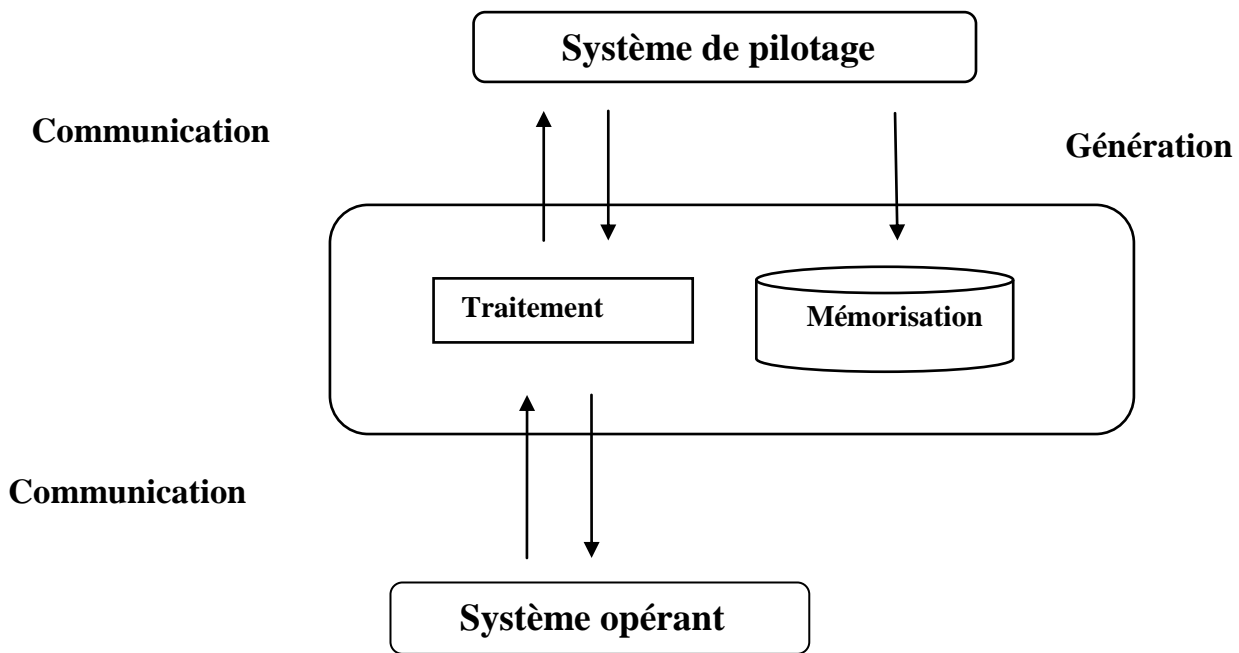 Système de pilotage
Communication
Génération
Traitement
Mémorisation
Communication
Système opérant